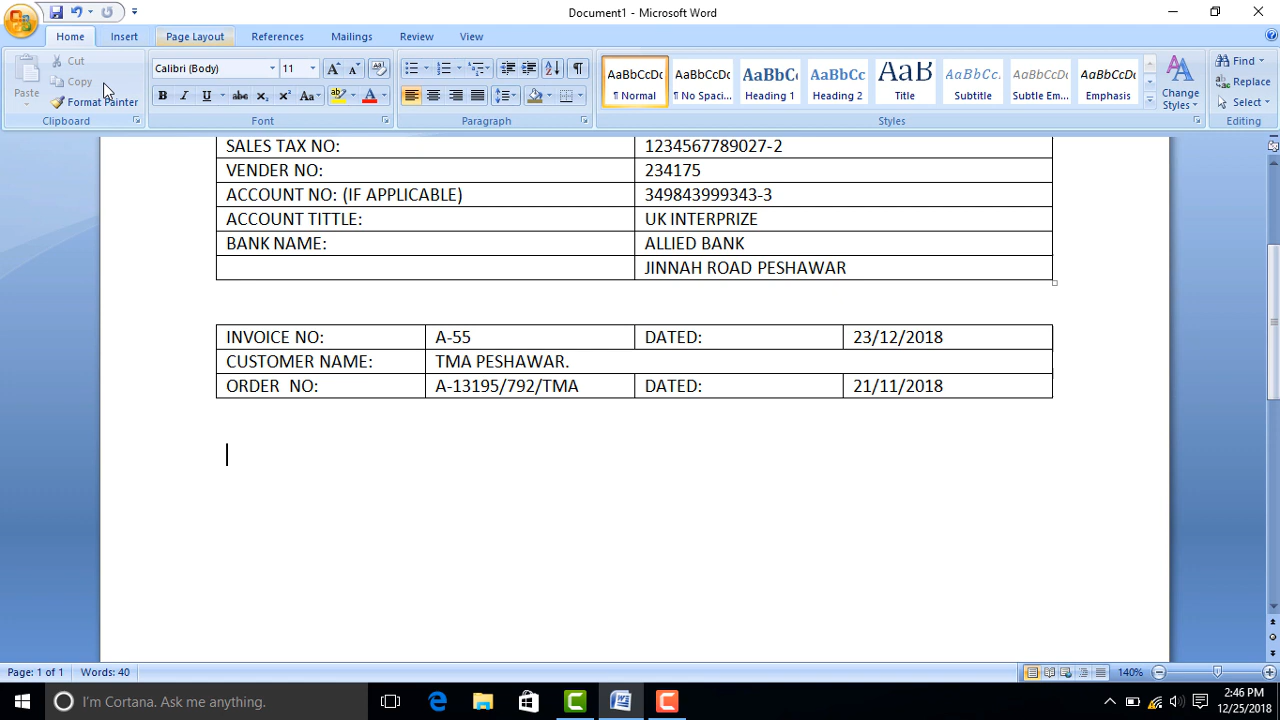 Document1 - Microsoft Word
Home Insert Page Layout References Mailings Review View
Paste
Cut
Copy
Format Painter
Clipboard
Calibri (Body) 11
Font
Paragraph
AaBbCcDc AaBbCcDc AaBbCc AaBbCc AaB AaBbCc. AaBbCcDc AaBbCcDc
¶ Normal ¶ No Spaci... Heading 1 Heading 2 Title Subtitle Subtle Em... Emphasis
Styles
Change Styles
Find
Replace
Select
Editing
SALES TAX NO: 1234567789027-2
VENDER NO: 234175
ACCOUNT NO: (IF APPLICABLE) 349843999343-3
ACCOUNT TITTLE: UK INTERPRIZE
BANK NAME: ALLIED BANK
JINNAH ROAD PESHAWAR
INVOICE NO: A-55 DATED: 23/12/2018
CUSTOMER NAME: TMA PESHAWAR.
ORDER  NO: A-13195/792/TMA DATED: 21/11/2018
Page: 1 of 1 Words: 40 140%
I'm Cortana. Ask me anything.
2:46 PM
12/25/2018